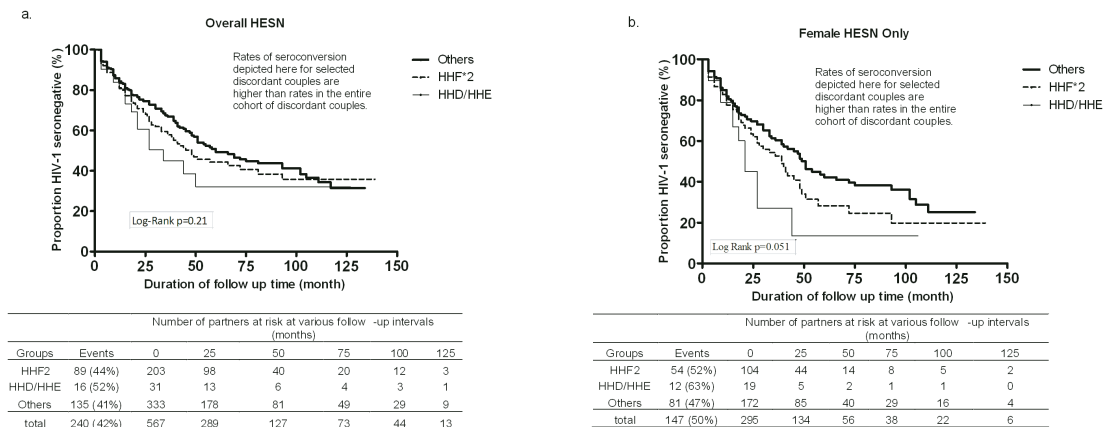 a.
Overall HESN
Proportion HIV-1 seronegative (%)
100
80
60
40
20
0
Rates of seroconversion
depicted here for selected
discordant couples are
higher than rates in the entire
cohort of discordant couples.
Others
HHF*2
HHD/HHE
Log-Rank p=0.21
0 25 50 75 100 125 150
Duration of follow up time (month)
Number of partners at risk at various follow -up intervals
(months)
Groups Events 0 25 50 75 100 125
HHF2 89 (44%) 203 98 40 20 12 3
HHD/HHE 16 (52%) 31 13 6 4 3 1
Others 135 (41%) 333 178 81 49 29 9
total 240 (42%) 567 289 127 73 44 13
b.
Female HESN Only
Proportion HIV-1 seronegative (%)
100
80
60
40
20
0
Rates of seroconversion
depicted here for selected
discordant couples are
higher than rates in the entire
cohort of discordant couples.
Others
HHF*2
HHD/HHE
Log Rank p=0.051
0 25 50 75 100 125 150
Duration of follow up time (month)
Number of partners at risk at various follow -up intervals
(months)
Groups Events 0 25 50 75 100 125
HHF2 54 (52%) 104 44 14 8 5 2
HHD/HHE 12 (63%) 19 5 2 1 1 0
Others 81 (47%) 172 85 40 29 16 4
total 147 (50%) 295 134 56 38 22 6